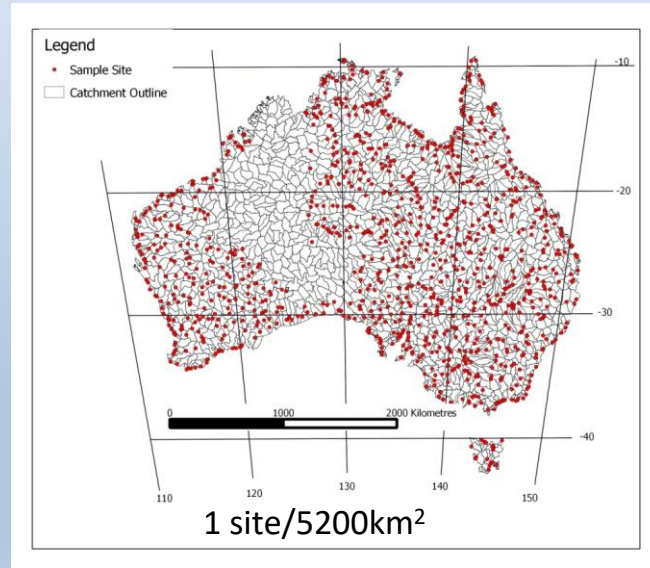 Legend
Sample Site
Catchment Outline
-10
-20
-30
-40
0 1000 2000 Kilometres
110 120 130 140 150
1 site/5200km²